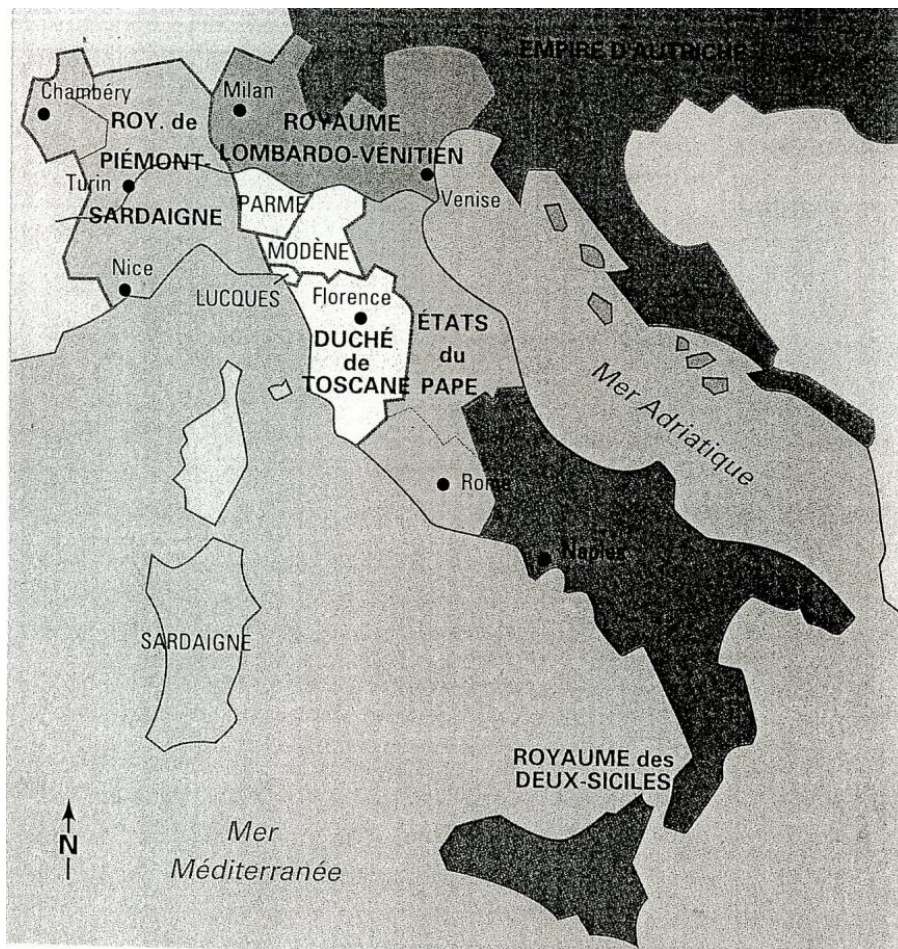 EMPIRE D'AUTRICHE
Chambéry
Milan
ROY. de
PIÉMONT-
SARDAIGNE
ROYAUME
LOMBARDO-VÉNITIEN
Turin
Venise
PARME
MODÈNE
Nice
LUCQUES
Florence
DUCHÉ
de
TOSCANE
ÉTATS
du
PAPE
Mer Adriatique
Rome
Naples
SARDAIGNE
ROYAUME des
DEUX-SICILES
N
Mer
Méditerranée